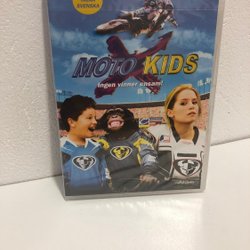 SVENSKA
MOTO X KIDS
Ingen vinner ensam!